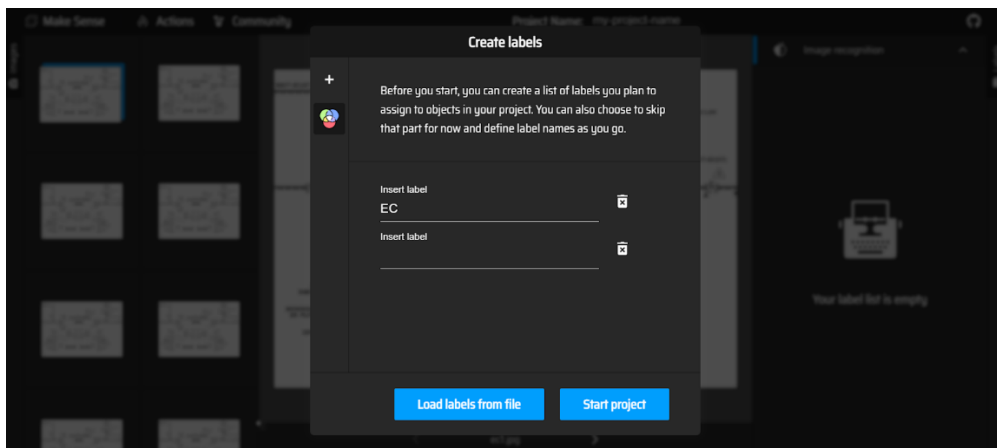 Make Sense
Actions
Community
Project Name: my-project-name
Create labels
Images
Image recognition
Before you start, you can create a list of labels you plan to
assign to objects in your project. You can also choose to skip
that part for now and define label names as you go.
Insert label
EC
Insert label
Your label list is empty
Load labels from file
Start project
ec1.jpg